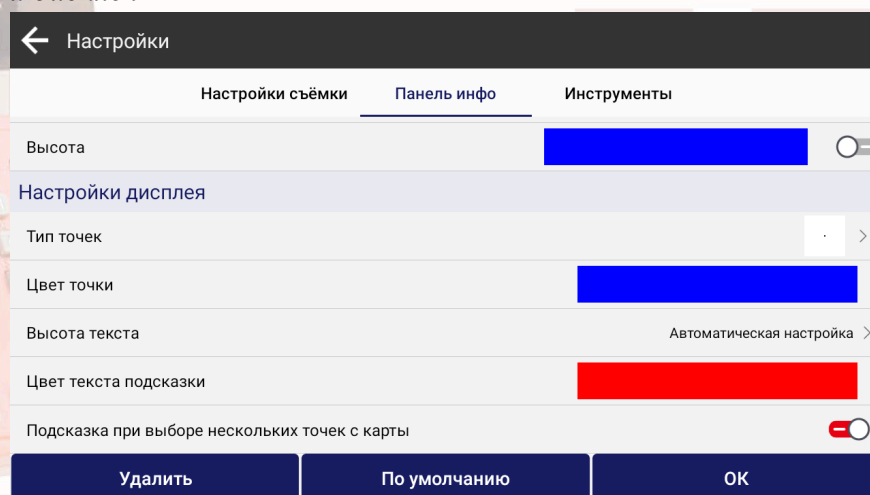 Настройки
Настройки съёмки Панель инфо Инструменты
Высота
Настройки дисплея
Тип точек
Цвет точки
Высота текста Автоматическая настройка
Цвет текста подсказки
Подсказка при выборе нескольких точек с карты
Удалить По умолчанию ОК